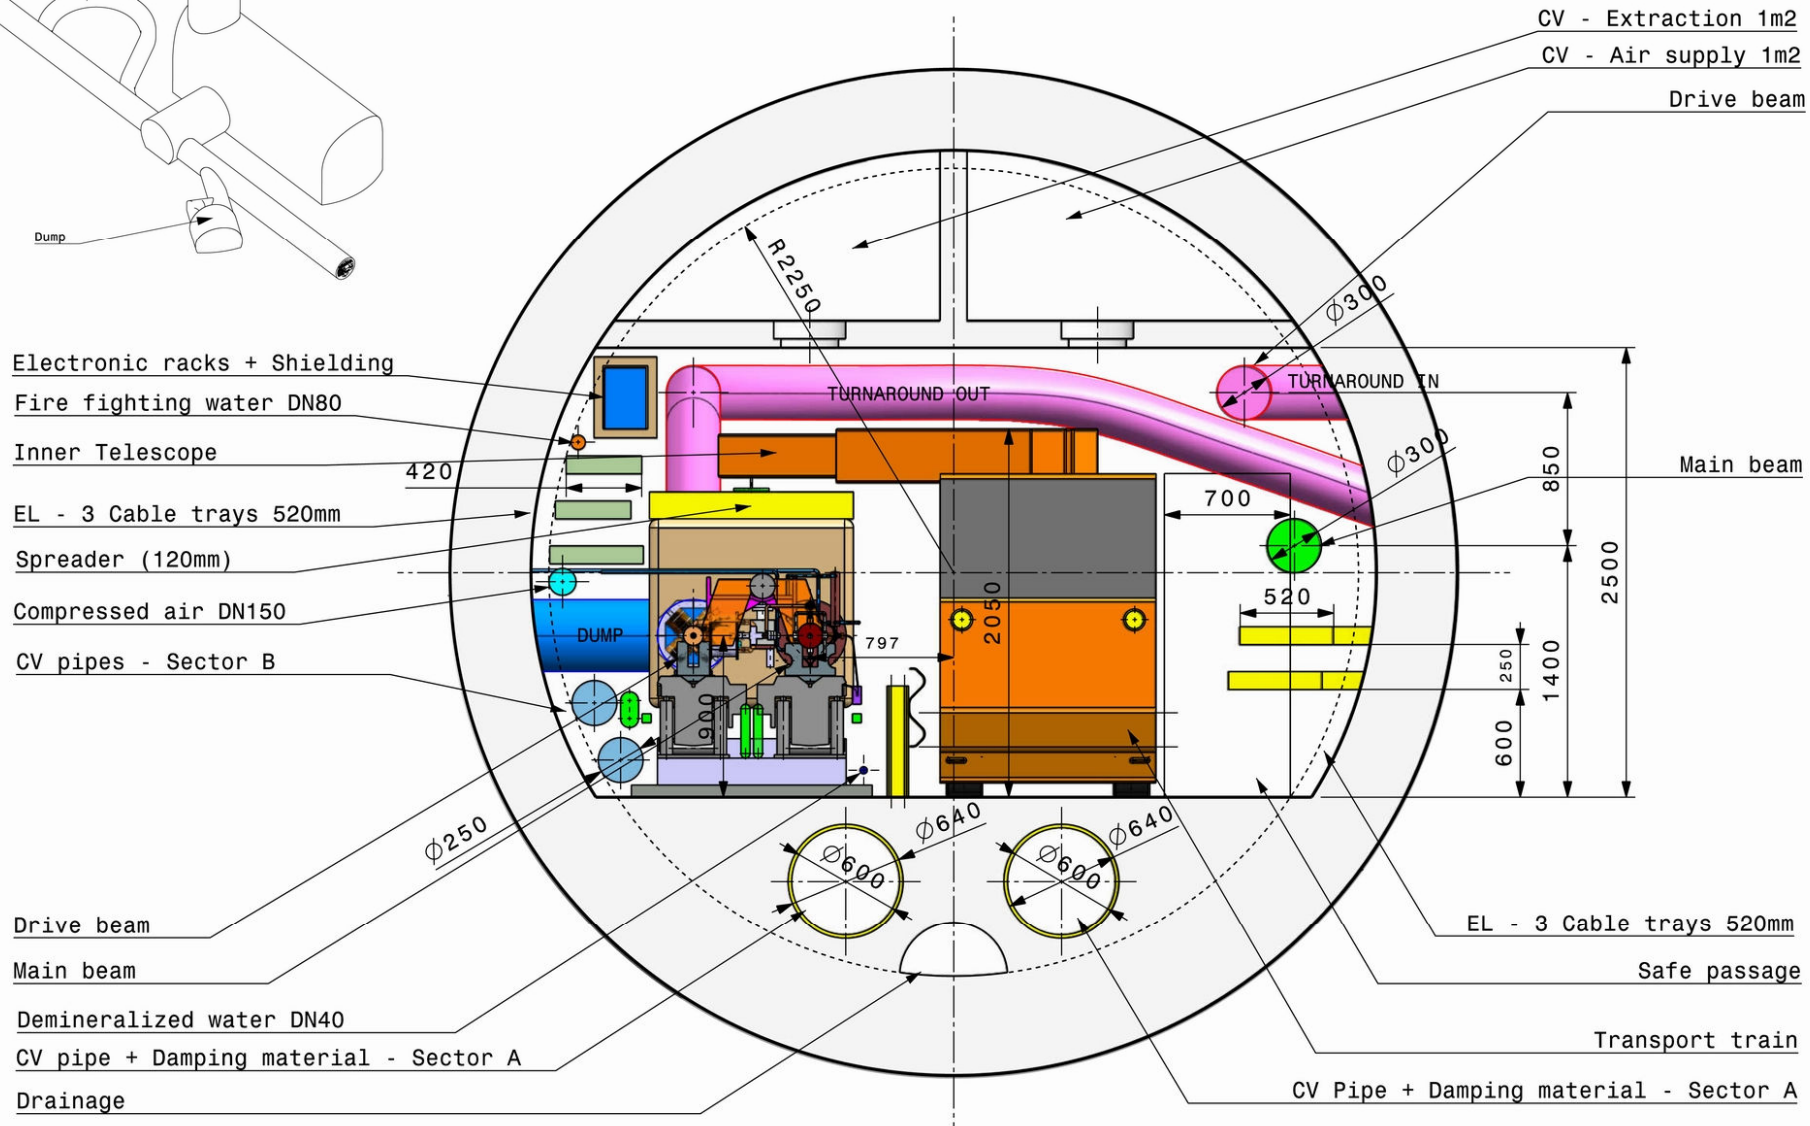 CV - Extraction 1m2
CV - Air supply 1m2
Drive beam
Dump
R2250
Ø300
Electronic racks + Shielding
TURNAROUND OUT
TURNAROUND IN
Fire fighting water DN80
Inner Telescope
420
Ø300
850
Main beam
700
EL - 3 Cable trays 520mm
Spreader (120mm)
2500
Compressed air DN150
520
2050
DUMP
797
CV pipes - Sector B
250
1400
900
600
Ø250
Ø640
Ø640
Ø600
Ø600
Drive beam
EL - 3 Cable trays 520mm
Main beam
Safe passage
Demineralized water DN40
Transport train
CV pipe + Damping material - Sector A
CV Pipe + Damping material - Sector A
Drainage